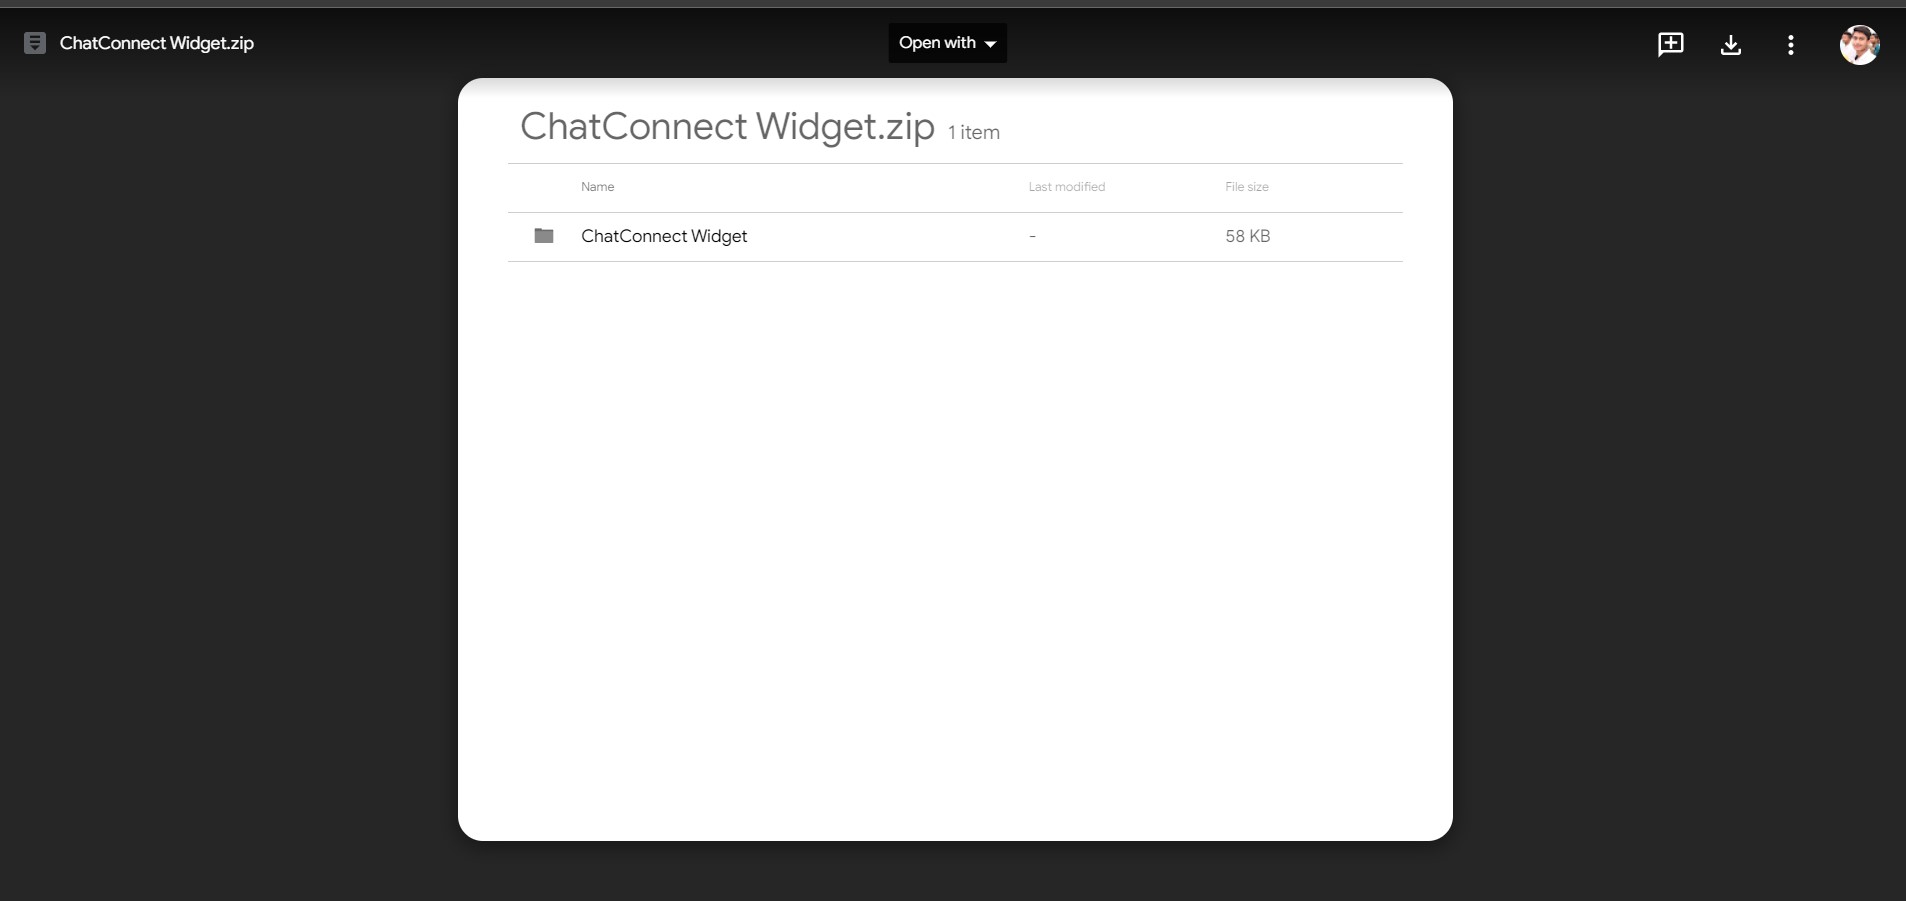 ChatConnect Widget.zip
Open with
ChatConnect Widget.zip 1 item
Name Last modified File size
ChatConnect Widget - 58 KB